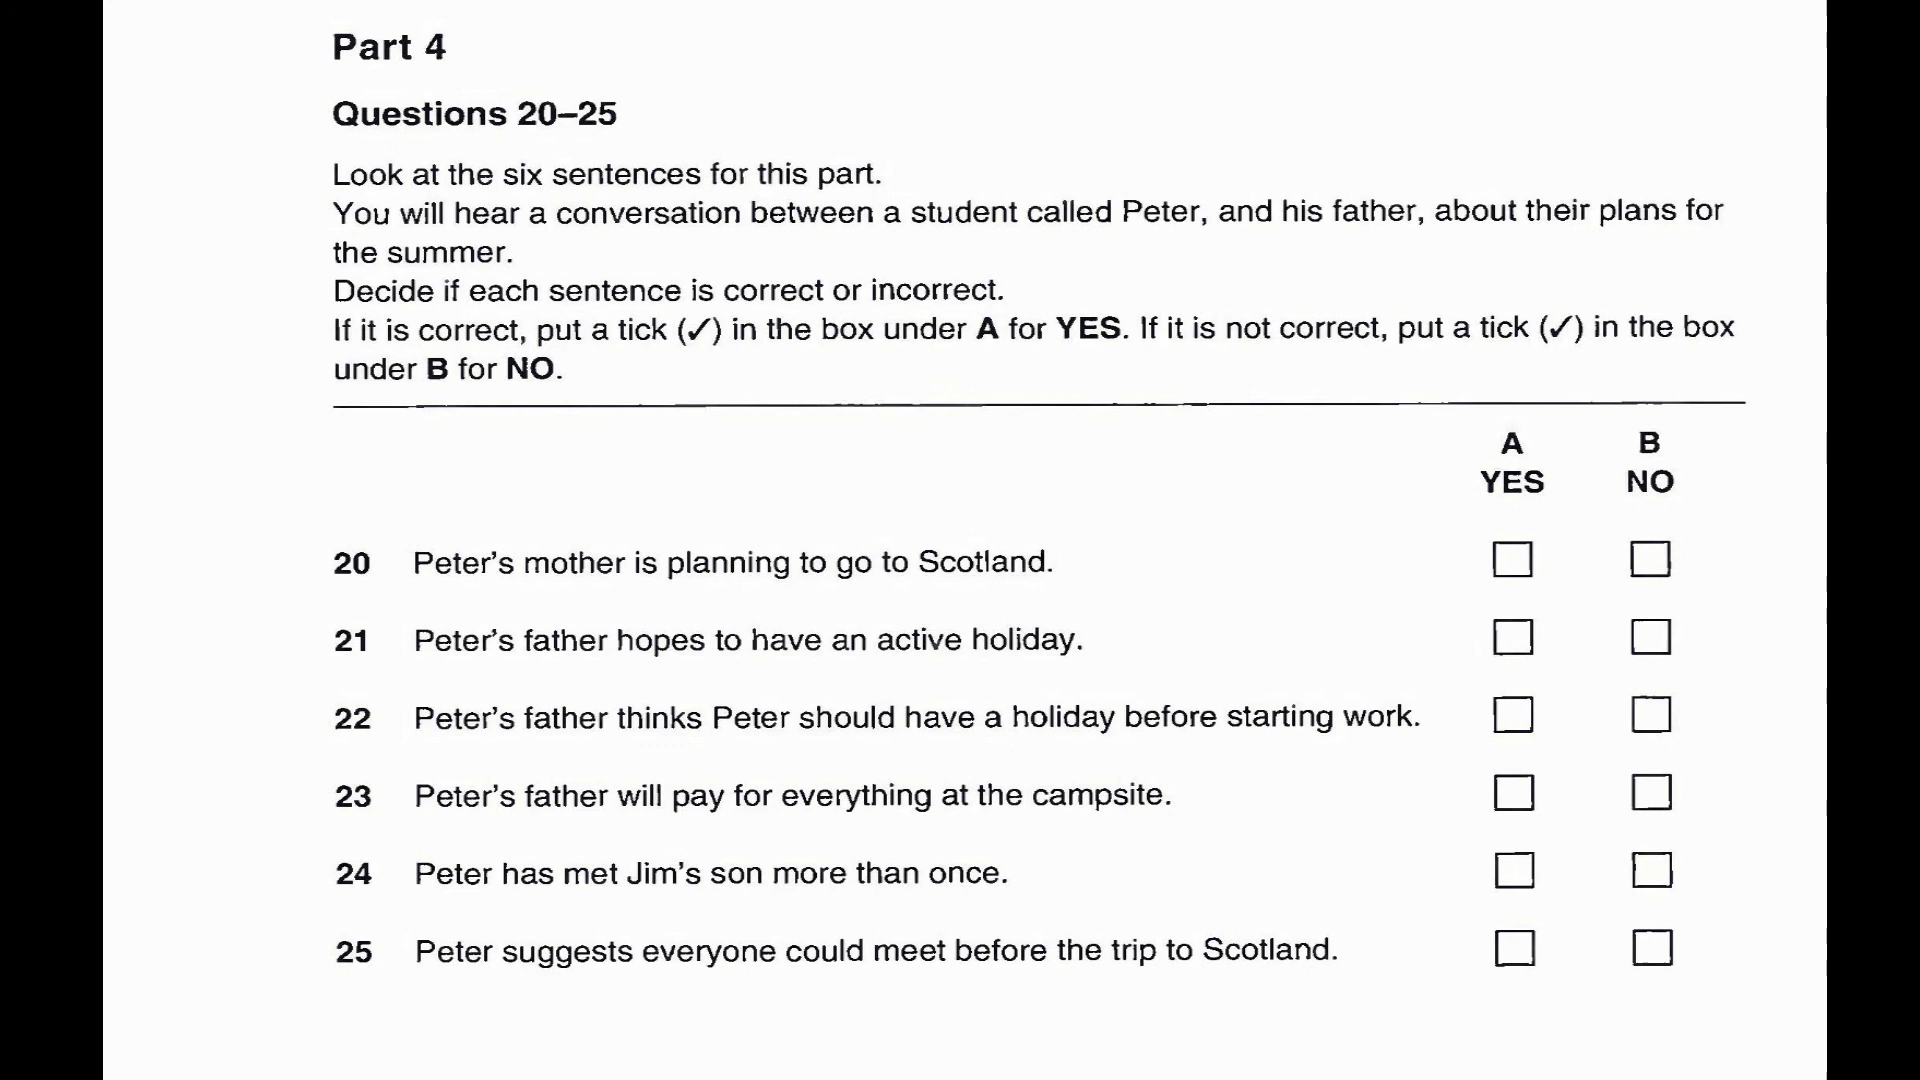 Part 4
Questions 20–25
Look at the six sentences for this part.
You will hear a conversation between a student called Peter, and his father, about their plans for
the summer.
Decide if each sentence is correct or incorrect.
If it is correct, put a tick (✓) in the box under A for YES. If it is not correct, put a tick (✓) in the box
under B for NO.
A B
YES NO
20 Peter's mother is planning to go to Scotland.
21 Peter's father hopes to have an active holiday.
22 Peter's father thinks Peter should have a holiday before starting work.
23 Peter's father will pay for everything at the campsite.
24 Peter has met Jim's son more than once.
25 Peter suggests everyone could meet before the trip to Scotland.